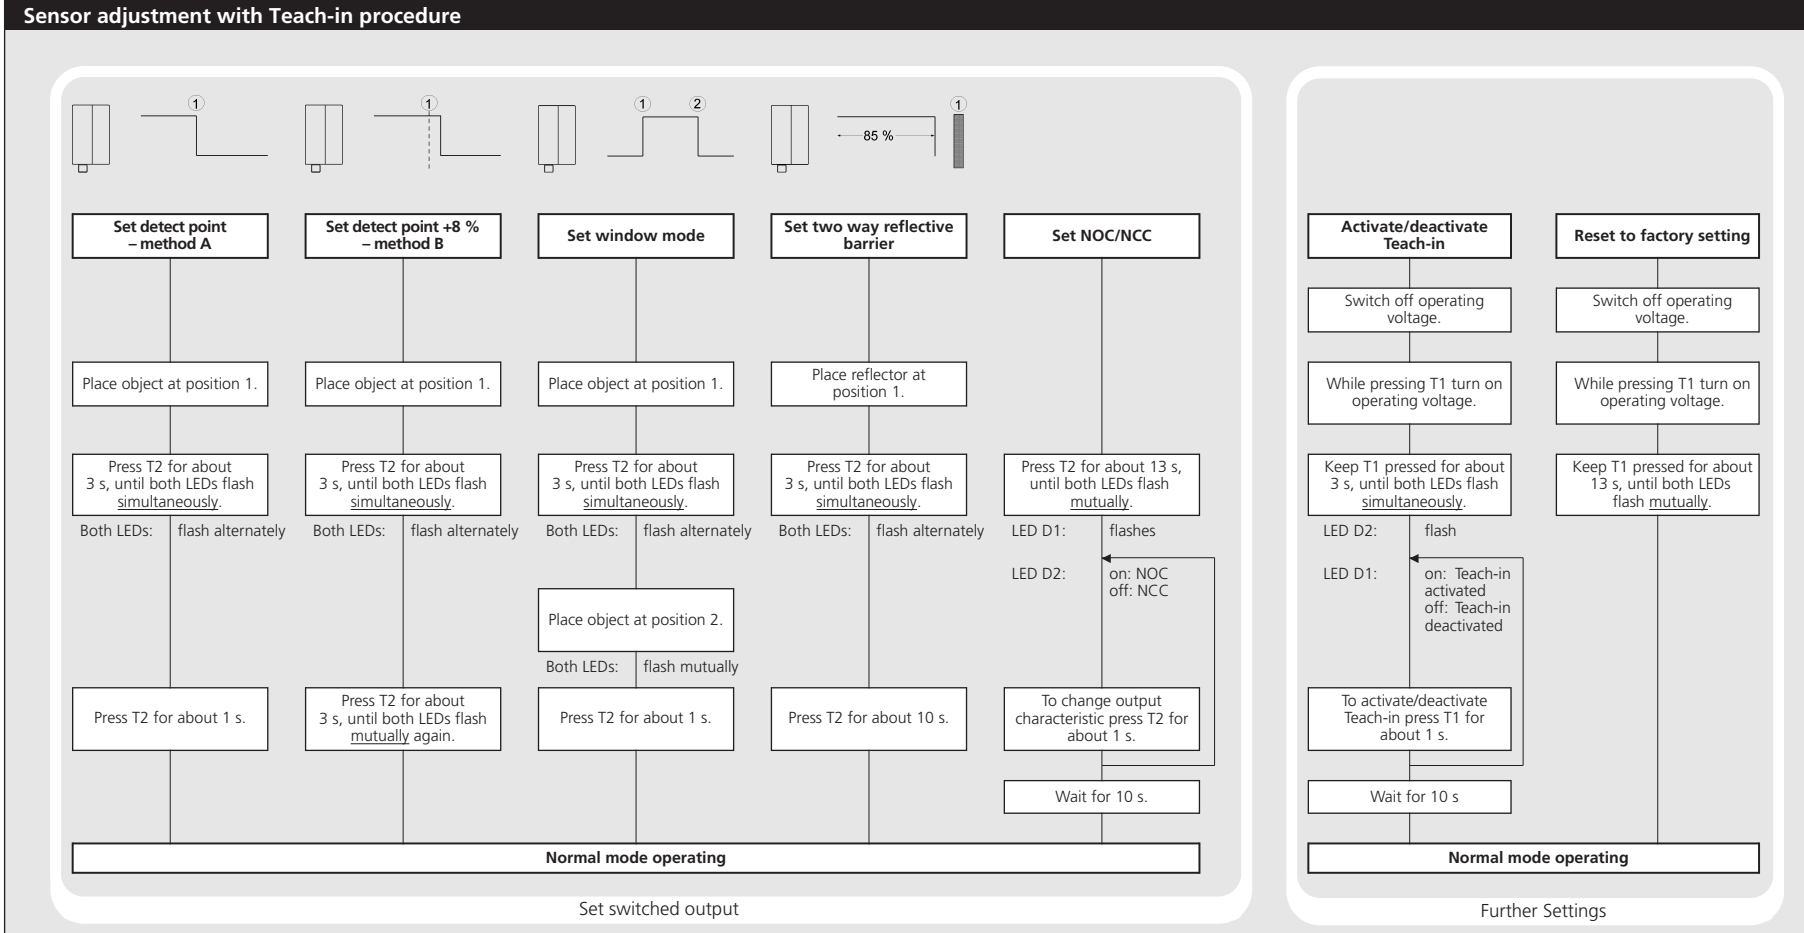 Sensor adjustment with Teach-in procedure
1
1
1
2
85 %
1
Set detect point
– method A
Place object at position 1.
Press T2 for about
3 s, until both LEDs flash
simultaneously.
Both LEDs: flash alternately
Press T2 for about 1 s.
Set detect point +8 %
– method B
Place object at position 1.
Press T2 for about
3 s, until both LEDs flash
simultaneously.
Both LEDs: flash alternately
Press T2 for about
3 s, until both LEDs flash
mutually again.
Set window mode
Place object at position 1.
Press T2 for about
3 s, until both LEDs flash
simultaneously.
Both LEDs: flash alternately
Place object at position 2.
Both LEDs: flash mutually
Press T2 for about 1 s.
Set two way reflective
barrier
Place reflector at
position 1.
Press T2 for about
3 s, until both LEDs flash
simultaneously.
Both LEDs: flash alternately
Press T2 for about 10 s.
Set NOC/NCC
Press T2 for about 13 s,
until both LEDs flash
mutually.
LED D1: flashes
LED D2: on: NOC
off: NCC
To change output
characteristic press T2 for
about 1 s.
Wait for 10 s.
Normal mode operating
Set switched output
Activate/deactivate
Teach-in
Switch off operating
voltage.
While pressing T1 turn on
operating voltage.
Keep T1 pressed for about
3 s, until both LEDs flash
simultaneously.
LED D2: flash
LED D1: on: Teach-in
activated
off: Teach-in
deactivated
To activate/deactivate
Teach-in press T1 for
about 1 s.
Wait for 10 s
Reset to factory setting
Switch off operating
voltage.
While pressing T1 turn on
operating voltage.
Keep T1 pressed for about
13 s, until both LEDs
flash mutually.
Normal mode operating
Further Settings